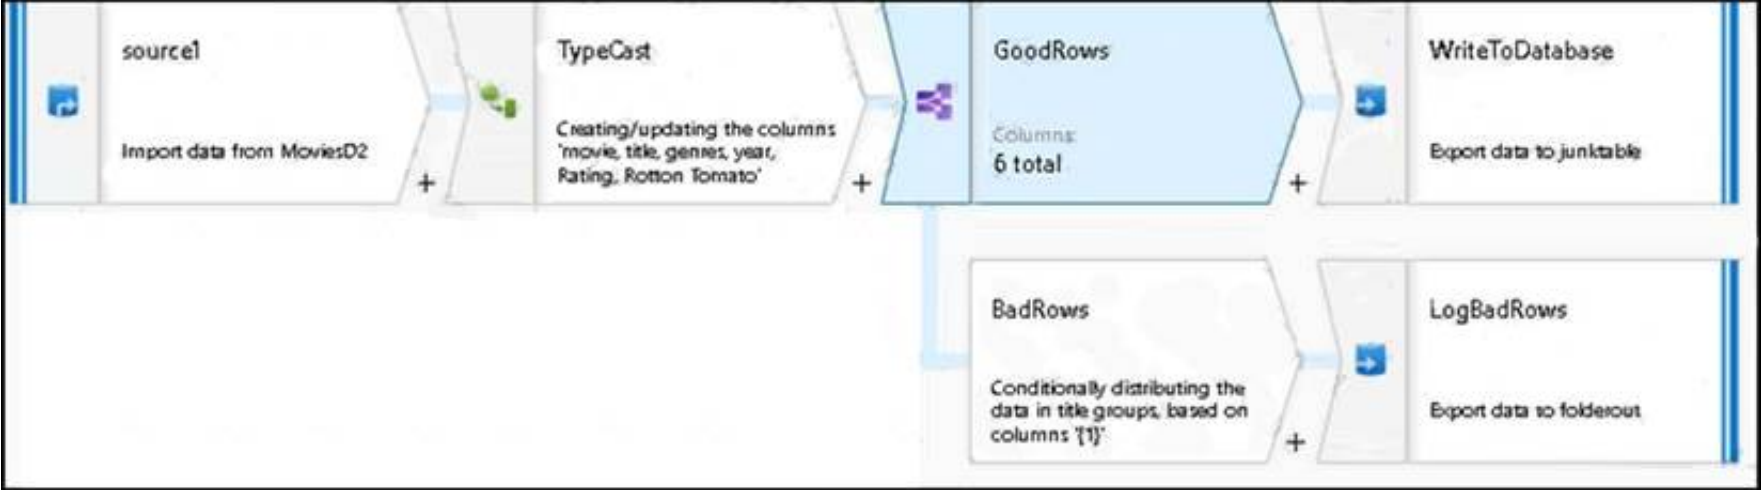 source1
Import data from MoviesD2
+
TypeCast
Creating/updating the columns
'movie, title, genres, year,
Rating, Rotton Tomato'
+
GoodRows
Columns:
6 total
+
WriteToDatabase
Export data to junktable
BadRows
Conditionally distributing the
data in title groups, based on
columns '{1}'
+
LogBadRows
Export data to folderout